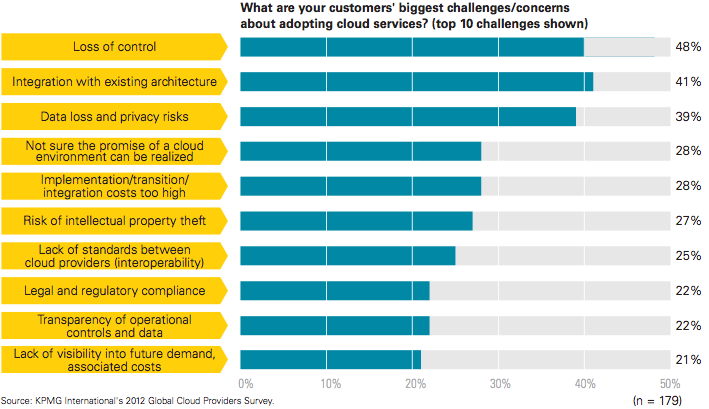 What are your customers' biggest challenges/concerns
about adopting cloud services? (top 10 challenges shown)
Loss of control
48%
Integration with existing architecture
41%
Data loss and privacy risks
39%
Not sure the promise of a cloud
environment can be realized
28%
Implementation/transition/
integration costs too high
28%
Risk of intellectual property theft
27%
Lack of standards between
cloud providers (interoperability)
25%
Legal and regulatory compliance
22%
Transparency of operational
controls and data
22%
Lack of visibility into future demand,
associated costs
21%
0% 10% 20% 30% 40% 50%
Source: KPMG International's 2012 Global Cloud Providers Survey.
(n = 179)